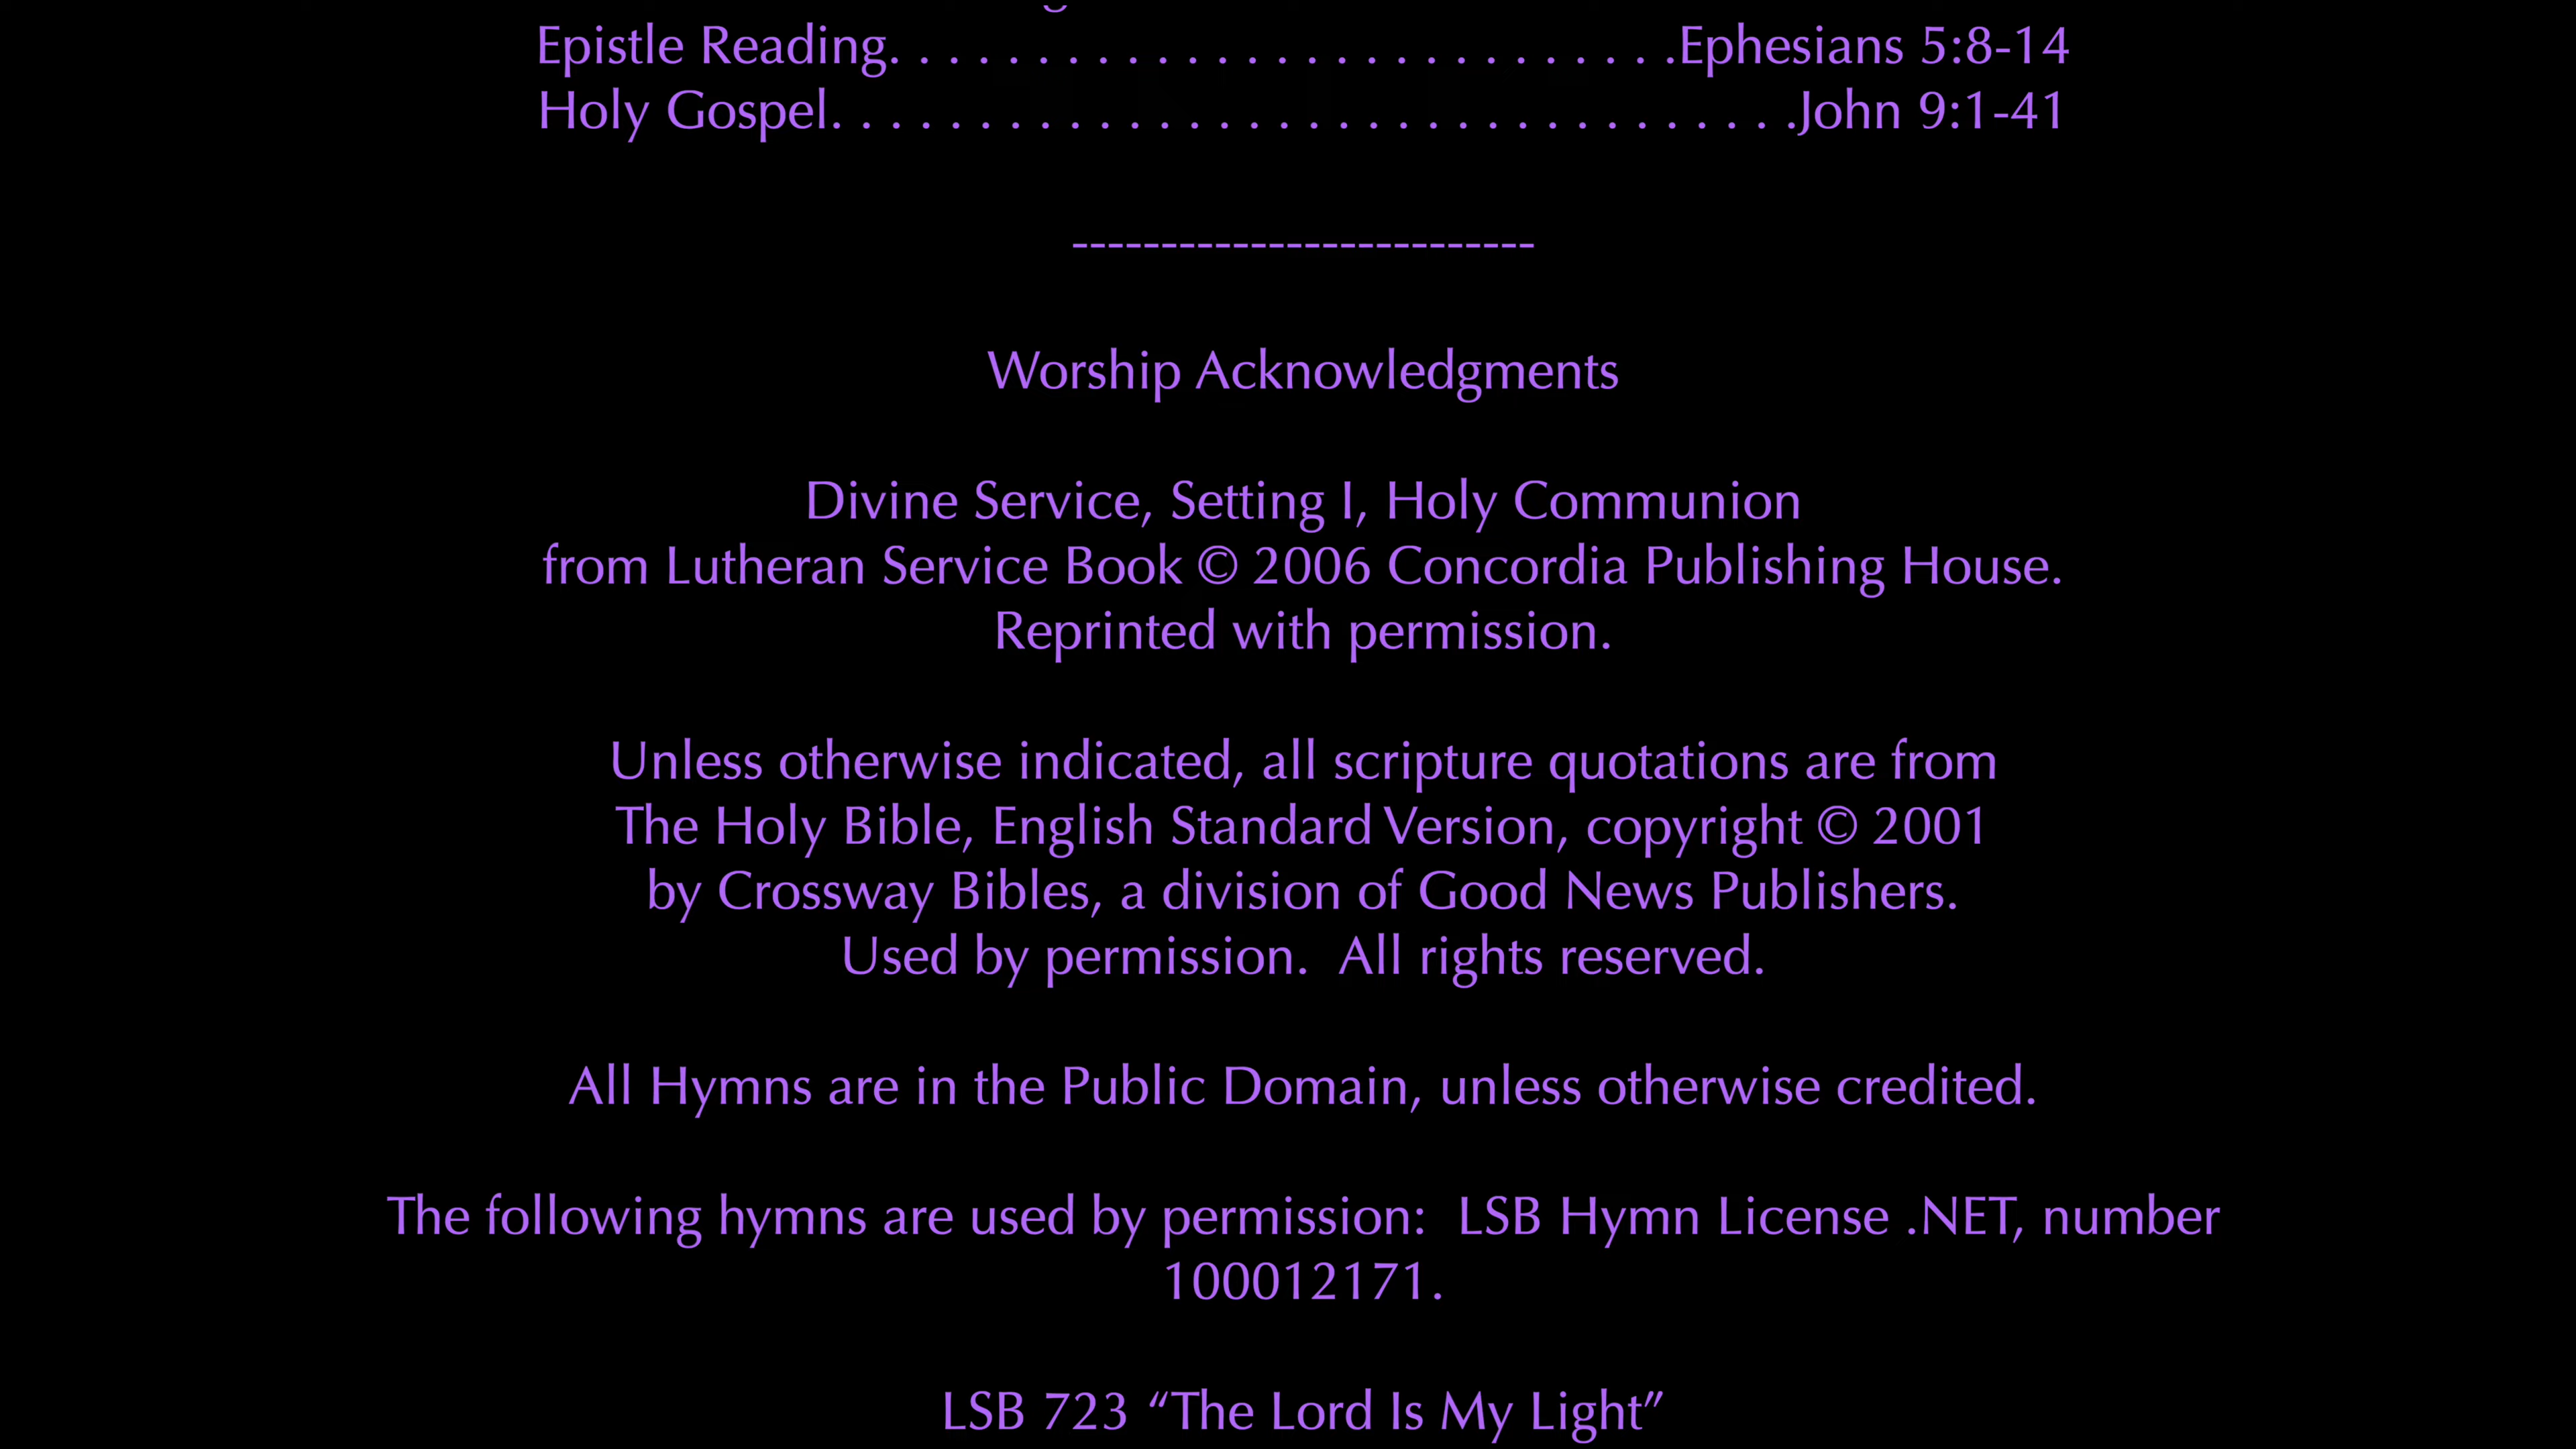 Epistle Reading. . . . . . . . . . . . . . . . . . . . . . . . . . .Ephesians 5:8-14
Holy Gospel. . . . . . . . . . . . . . . . . . . . . . . . . . . . . . . . .John 9:1-41
--------------------------
Worship Acknowledgments
Divine Service, Setting I, Holy Communion
from Lutheran Service Book © 2006 Concordia Publishing House.
Reprinted with permission.
Unless otherwise indicated, all scripture quotations are from
The Holy Bible, English Standard Version, copyright © 2001
by Crossway Bibles, a division of Good News Publishers.
Used by permission.  All rights reserved.
All Hymns are in the Public Domain, unless otherwise credited.
The following hymns are used by permission:  LSB Hymn License .NET, number
100012171.
LSB 723 “The Lord Is My Light”